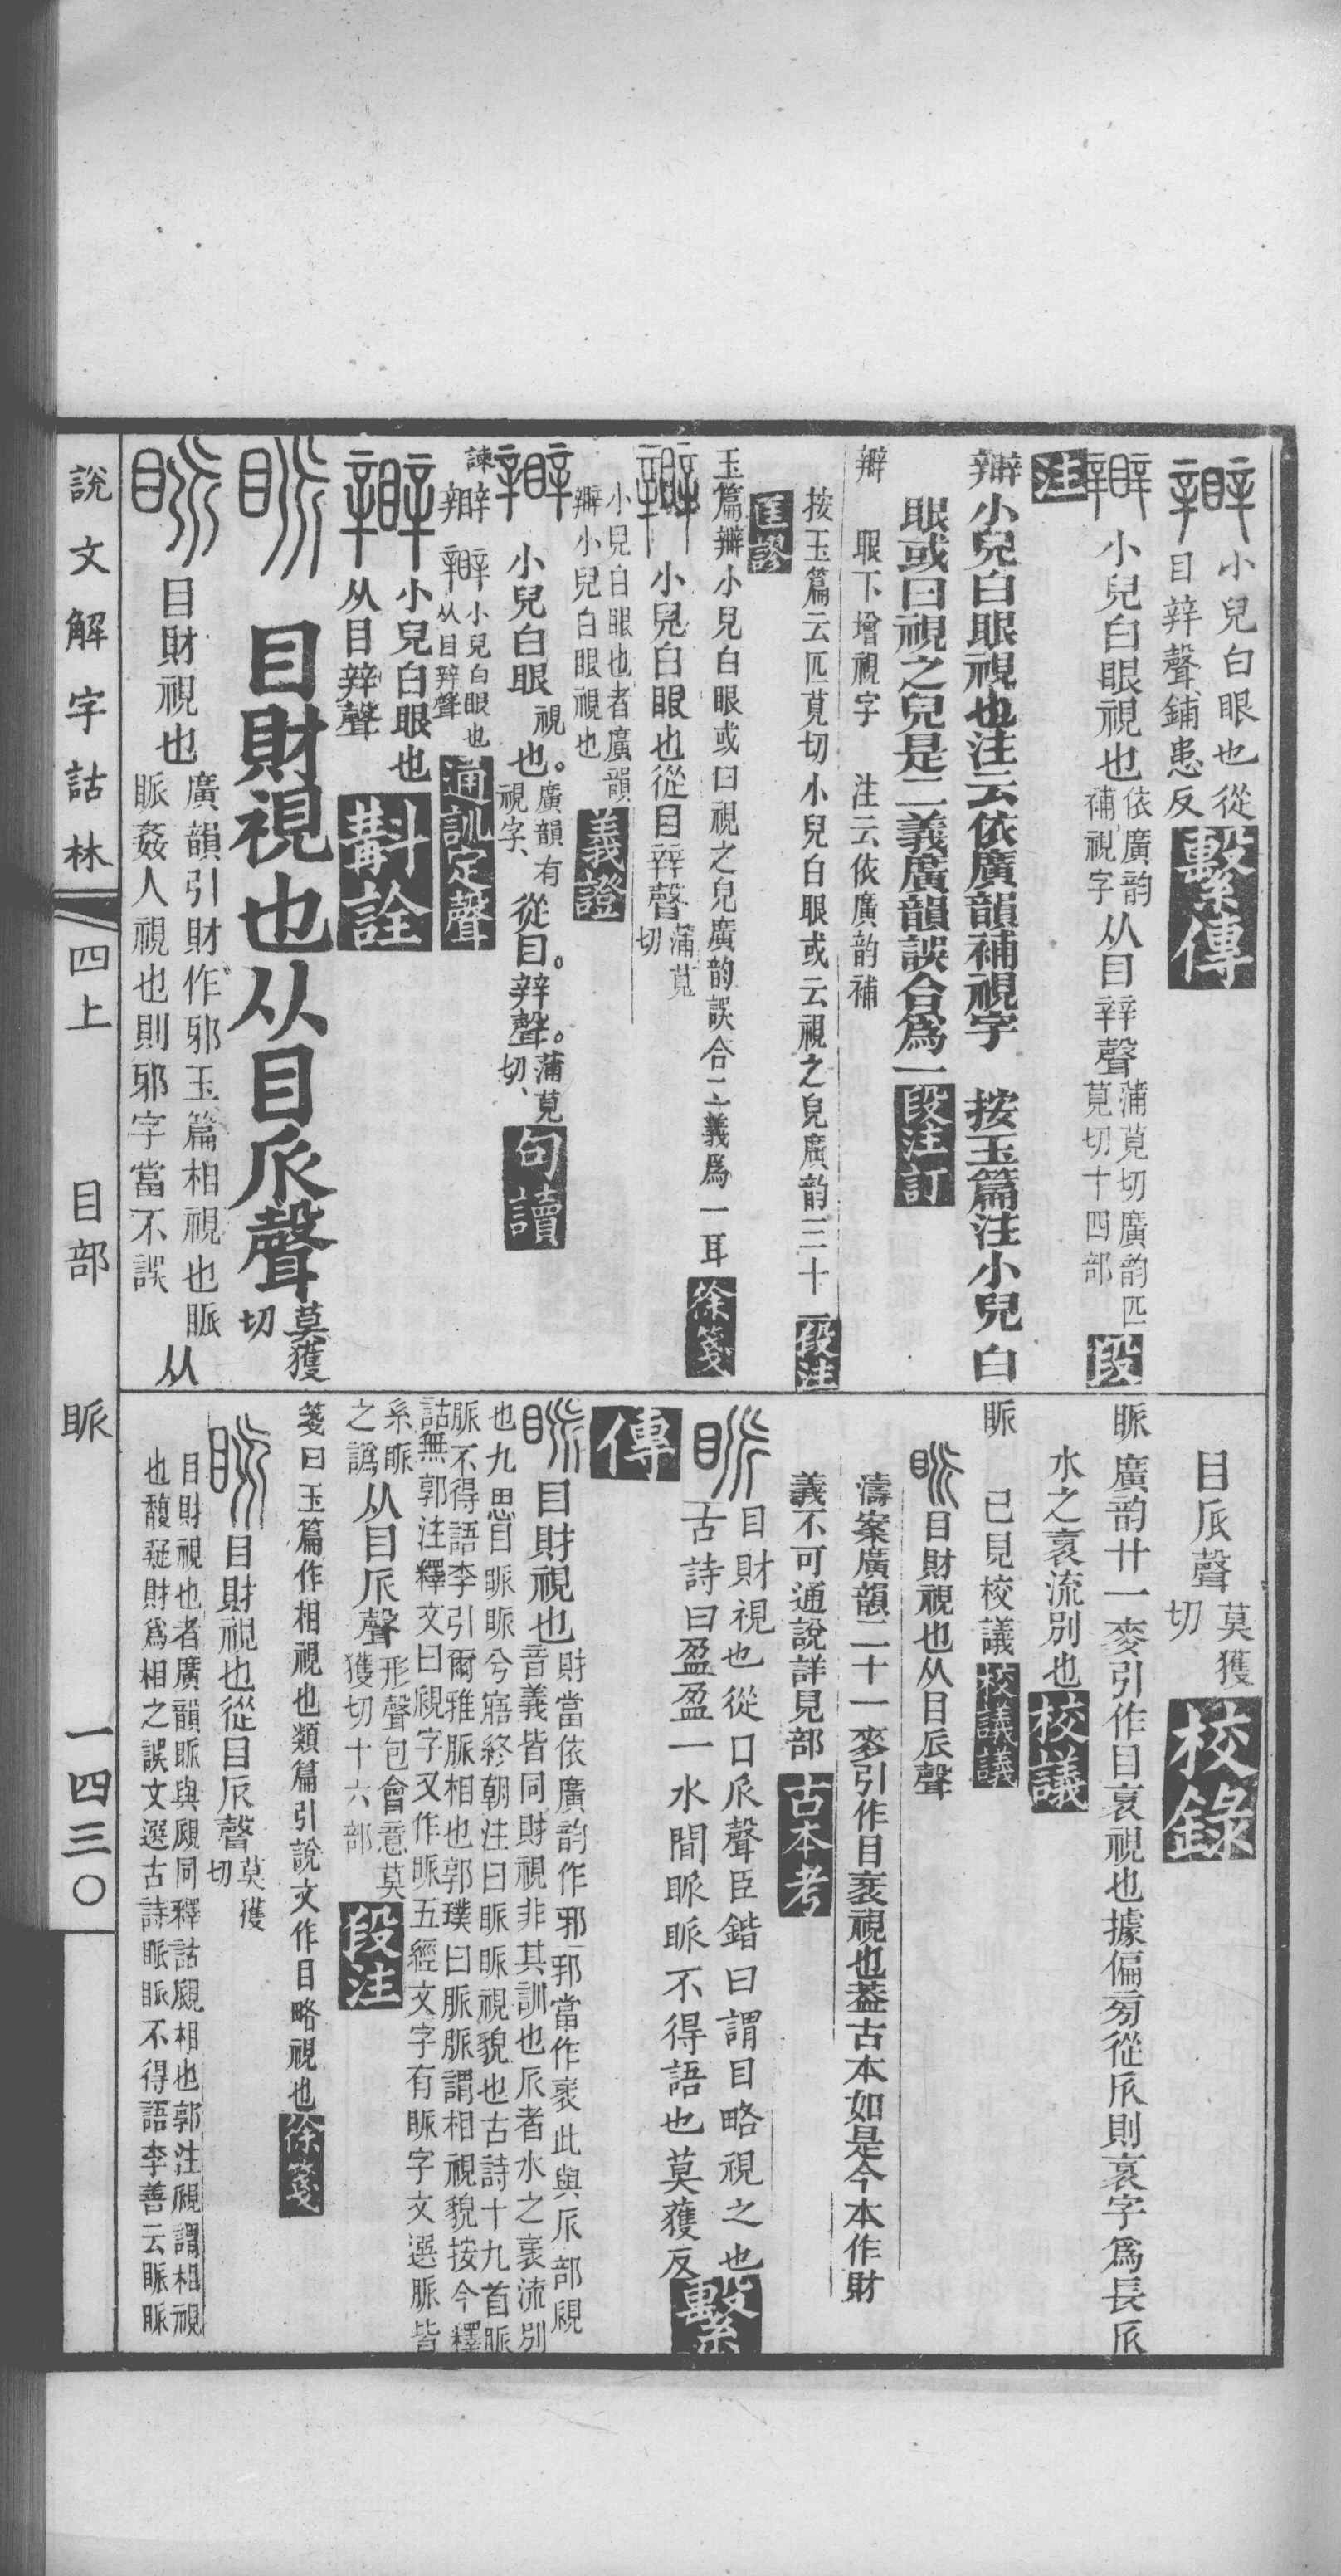 小兒白眼也從
目辡聲鋪患反
繫傳
小兒白眼視也
依廣韵
補視字
从目辡聲
蒲莧切廣韵匹
莧切十四部
段
注
小兒白眼視也注云依廣韻補視字　按玉篇注小兒白
眼或曰視之皃是二義廣韻誤合為一
段注訂
眼下增視字　注云依廣韵補
按玉篇云匹莧切小兒白眼或云視之皃廣韵三十一
段注
匡謬
玉篇小兒白眼或曰視之皃廣韵誤合二義爲一耳
徐箋
小兒白眼也從目辡聲
蒲莧
切
小兒白眼也者廣韻
小兒白眼視也
義證
小兒白眼視也。
廣韻有
視字、
從目。辡聲。
蒲莧
切、
句讀
小兒白眼也
从目辡聲
通訓定聲
小兒白眼也
从目辡聲
斠詮
目財視也从目𠂢聲
莫獲
切
目財視也
廣韻引財作邪玉篇相視也眽
眽姦人視也則邪字當不誤
从
目𠂢聲
莫獲
切
校錄
眽
廣韵廿一麥引作目衺視也據偏㫄從𠂢則衺字爲長𠂢
水之衺流別也
校議
眽
已見校議
校議議
目財視也从目𠂢聲
濤案廣韻二十一麥引作目衺視也葢古本如是今本作財
義不可通說詳見部
古本考
目財視也從目𠂢聲臣鍇曰謂目略視之也
古詩曰盈盈一水間眽眽不得語也莫獲反
繫
傳
目財視也
財當依廣韵作邪邪當作衺此與𠂢部覛
音義皆同財視非其訓也𠂢者水之衺流別
也九思目眽眽兮寤終朝注曰眽眽視貌也古詩十九首眽
眽不得語李引爾雅脈相也郭璞曰脈脈謂相視貌按今釋
詁無郭注釋文曰視字又作眽五經文字有眽字文選脈皆
系眽
之譌
从目𠂢聲
形聲包會意莫
獲切十六部
段注
箋曰玉篇作相視也類篇引說文作目略視也
徐箋
目財視也從目𠂢聲
莫獲
切
目財視也者廣韻眽與覛同釋詁覛相也郭注覛謂相視
也馥疑財爲相之誤文選古詩眽眽不得語李善云眽眽
說文解字詁林
四上
目部
眽
一四三〇